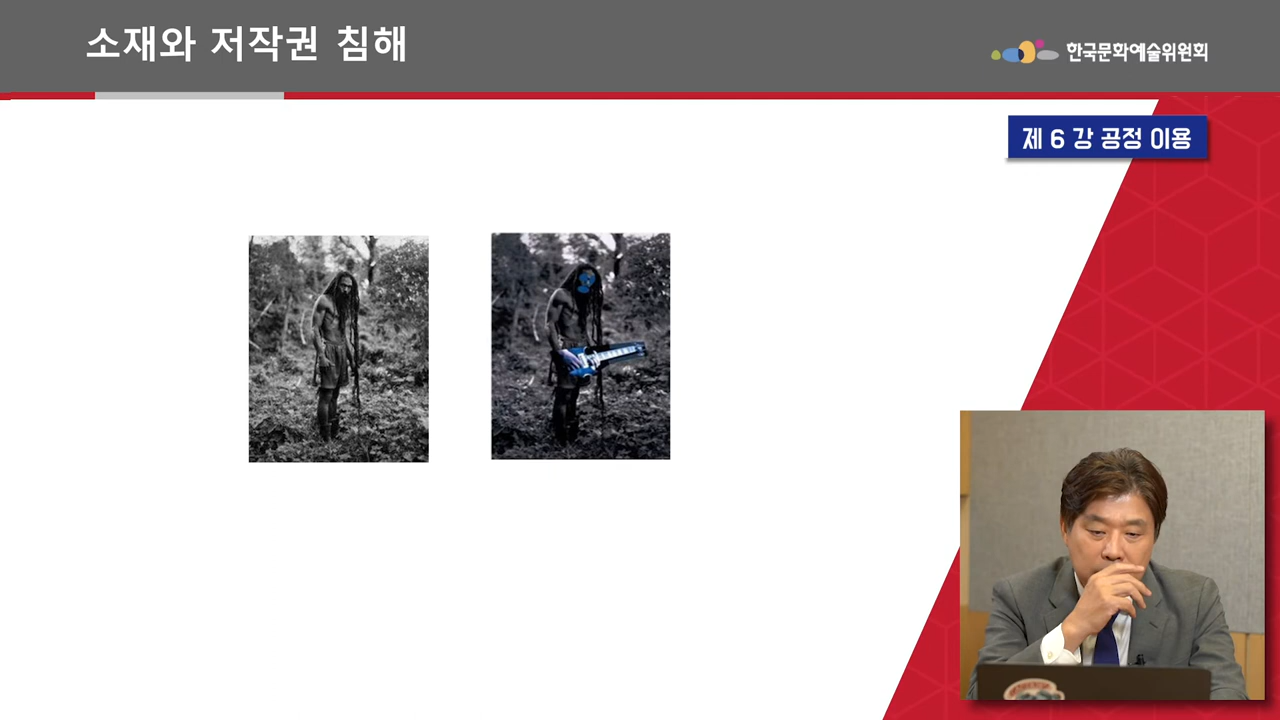 소재와 저작권 침해
한국문화예술위원회
제 6 강 공정 이용